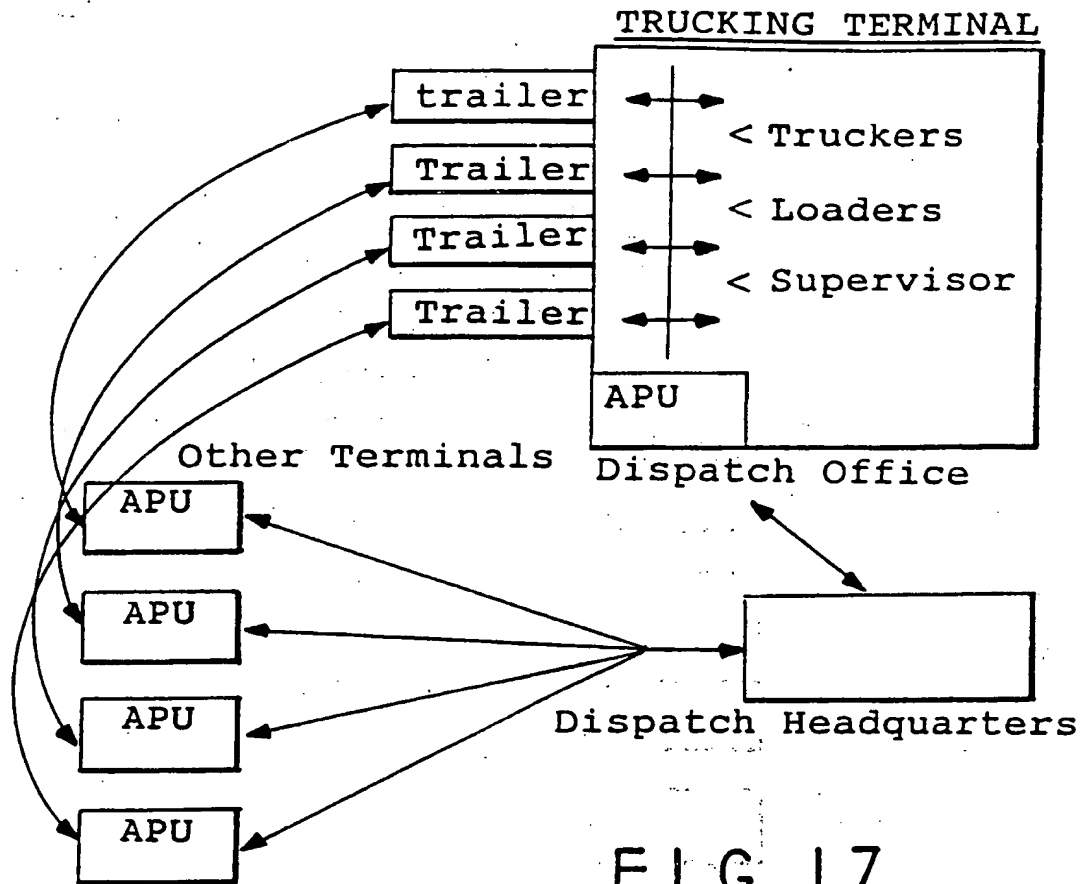 TRUCKING TERMINAL
trailer
< Truckers
Trailer
< Loaders
Trailer
< Supervisor
Trailer
APU
Other Terminals
Dispatch Office
APU
APU
APU
APU
Dispatch Headquarters
FIG 17